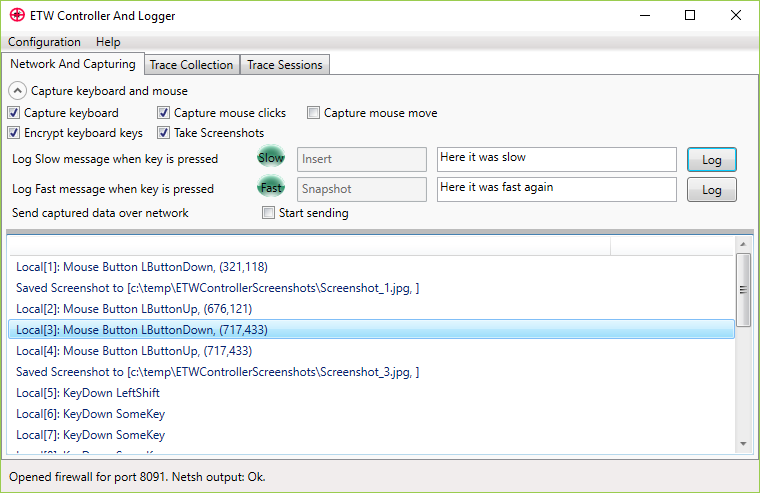 ETW Controller And Logger
Configuration Help
Network And Capturing Trace Collection Trace Sessions
Capture keyboard and mouse
Capture keyboard Capture mouse clicks Capture mouse move
Encrypt keyboard keys Take Screenshots
Log Slow message when key is pressed Slow Insert Here it was slow Log
Log Fast message when key is pressed Fast Snapshot Here it was fast again Log
Send captured data over network Start sending
Local[1]: Mouse Button LButtonDown, (321,118)
Saved Screenshot to [c:\temp\ETWControllerScreenshots\Screenshot_1.jpg, ]
Local[2]: Mouse Button LButtonUp, (676,121)
Local[3]: Mouse Button LButtonDown, (717,433)
Local[4]: Mouse Button LButtonUp, (717,433)
Saved Screenshot to [c:\temp\ETWControllerScreenshots\Screenshot_3.jpg, ]
Local[5]: KeyDown LeftShift
Local[6]: KeyDown SomeKey
Local[7]: KeyDown SomeKey
Opened firewall for port 8091. Netsh output: Ok.